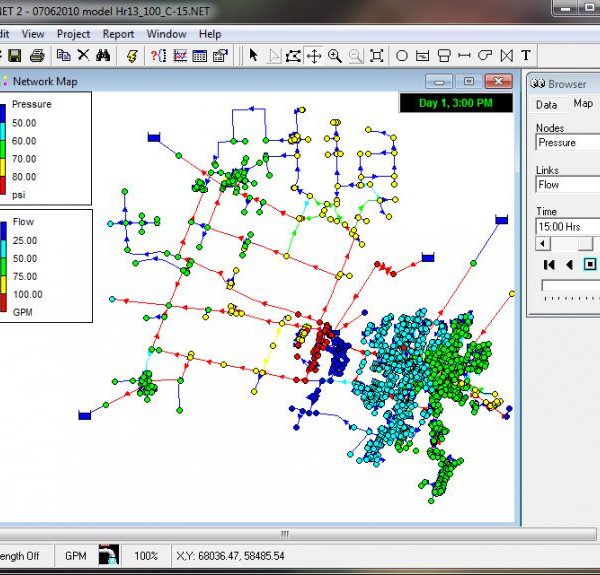 NET 2 - 07062010 model Hr13_100_C-15.NET
dit View Project Report Window Help
Network Map
Day 1, 3:00 PM
Pressure
50.00
60.00
70.00
80.00
psi
Flow
25.00
50.00
75.00
100.00
GPM
Browser
Data Map
Nodes
Pressure
Links
Flow
Time
15:00 Hrs
ength Off GPM 100% X,Y: 68036.47, 58485.54